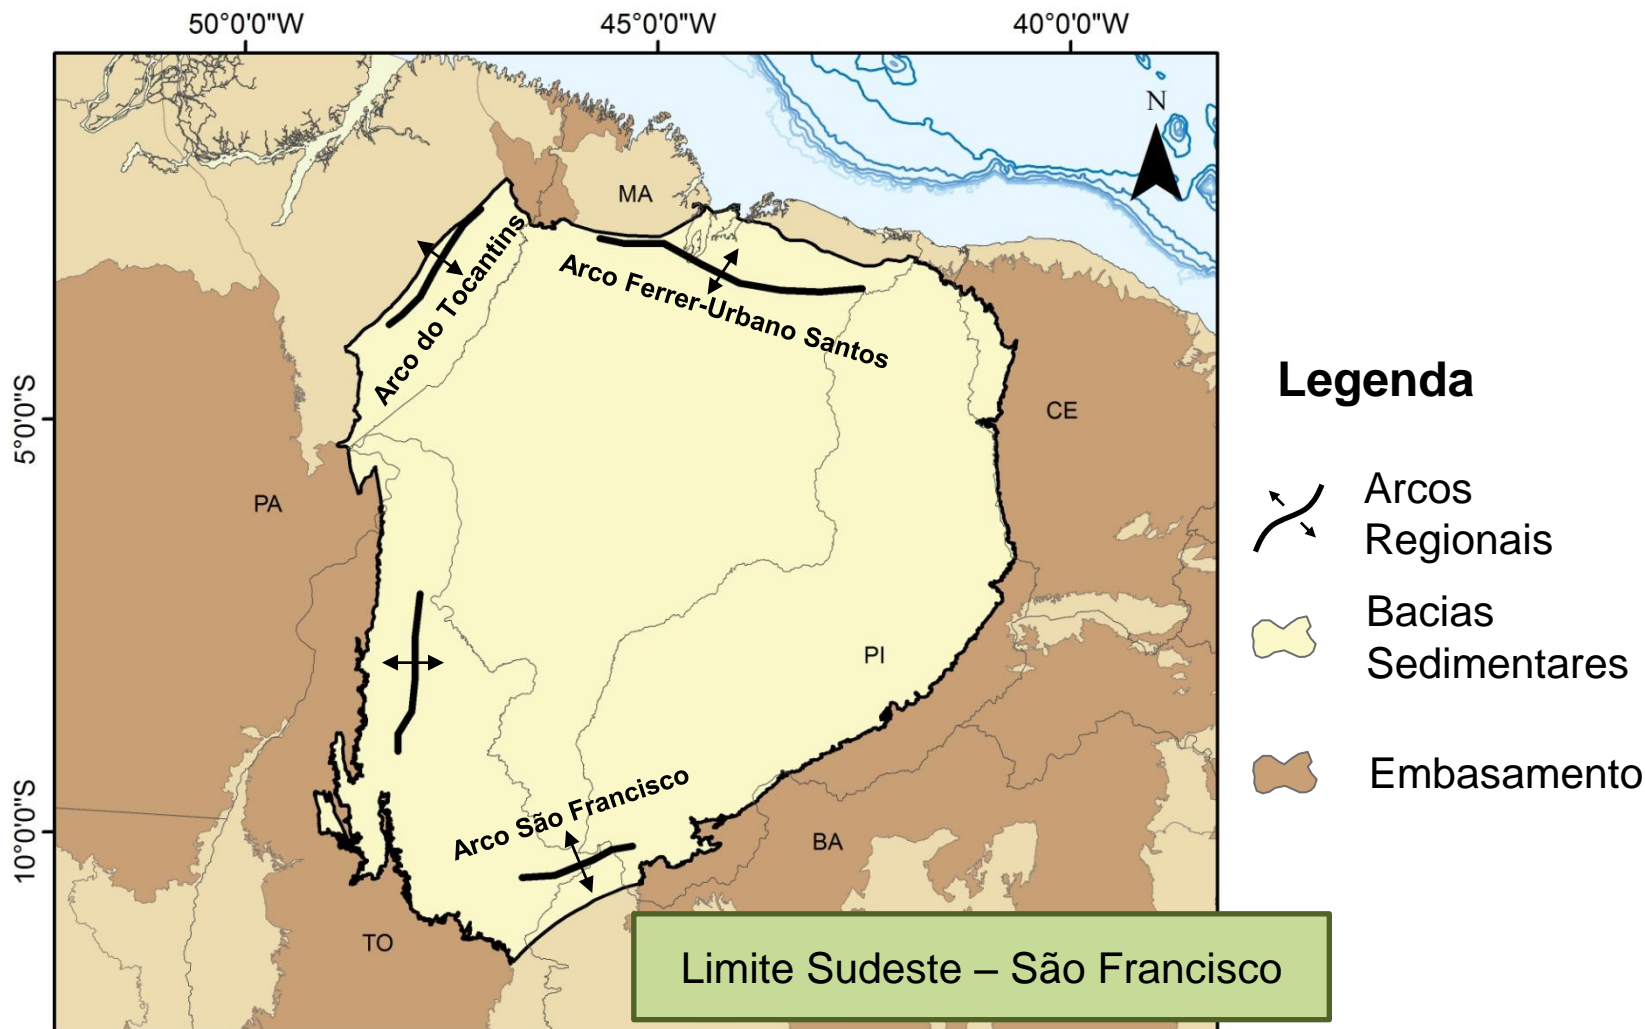 50°0'0"W
45°0'0"W
40°0'0"W
N
MA
Arco do Tocantins
Arco Ferrer-Urbano Santos
5°0'0"S
CE
PA
PI
Arco São Francisco
10°0'0"S
BA
TO
Limite Sudeste – São Francisco
Legenda
Arcos
Regionais
Bacias
Sedimentares
Embasamento